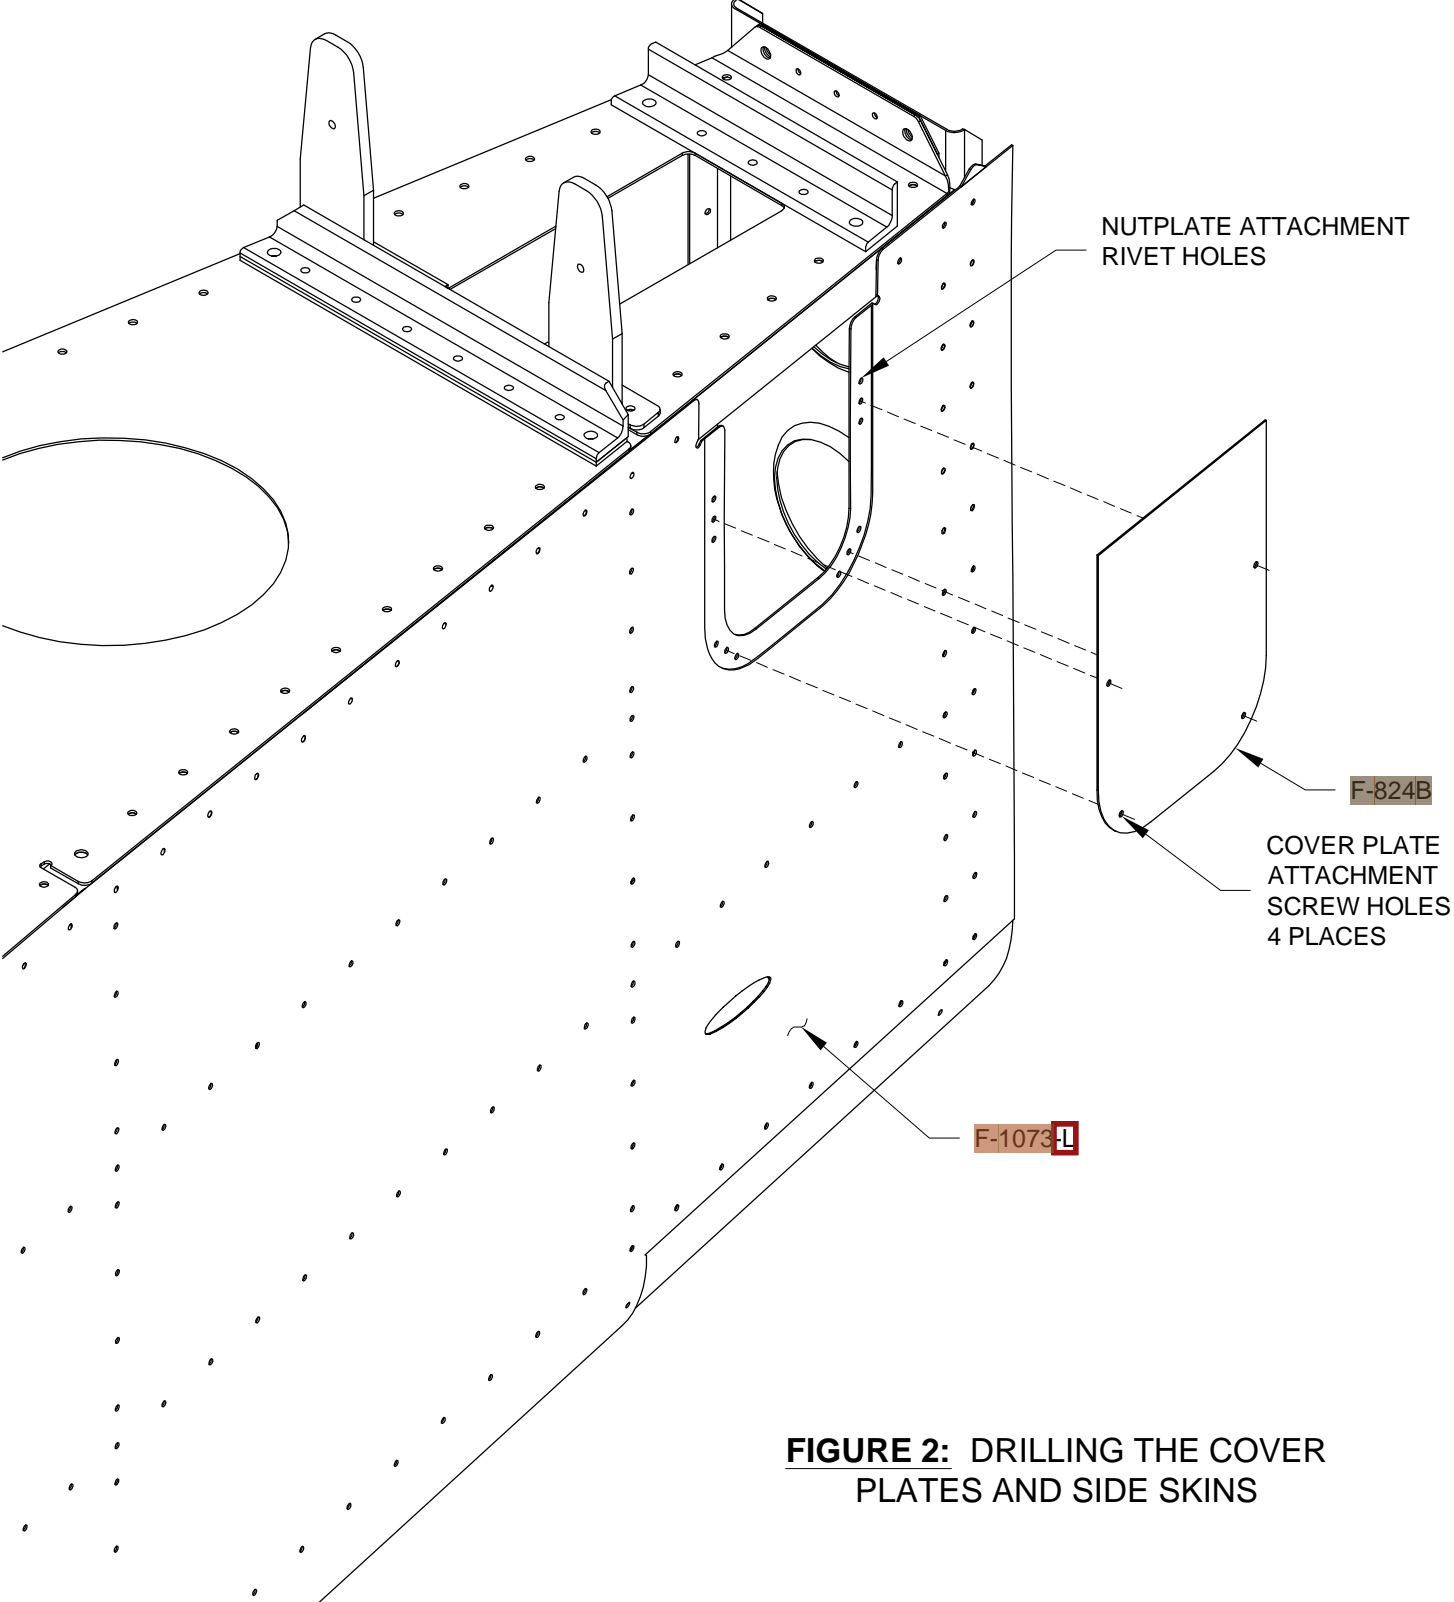 NUTPLATE ATTACHMENT
RIVET HOLES
F-824B
COVER PLATE
ATTACHMENT
SCREW HOLES
4 PLACES
F-1073-L
FIGURE 2: DRILLING THE COVER
PLATES AND SIDE SKINS